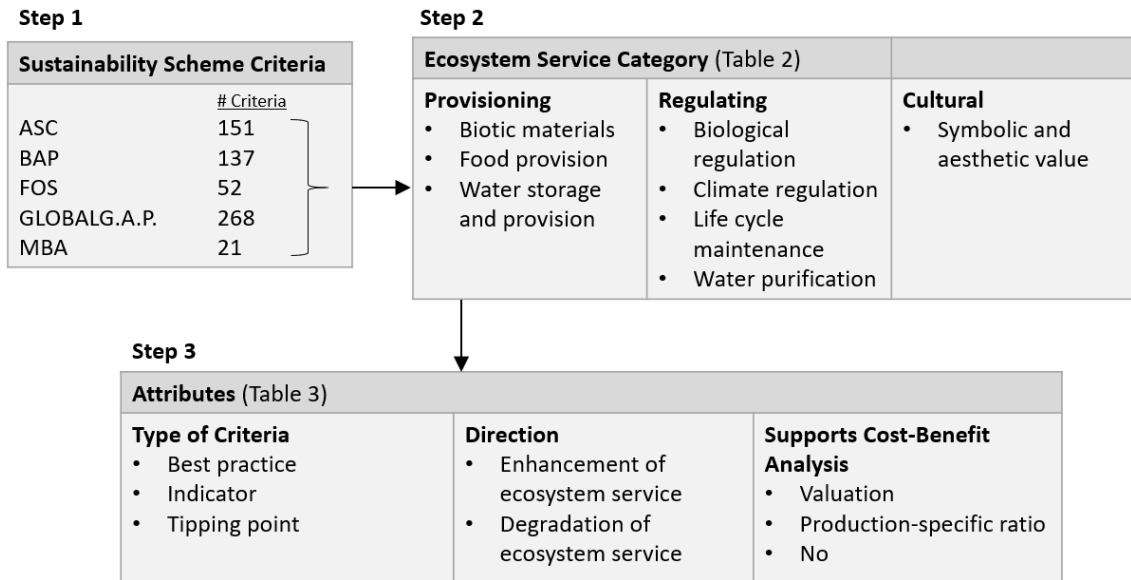 Step 1
Sustainability Scheme Criteria
# Criteria
ASC 151
BAP 137
FOS 52
GLOBALG.A.P. 268
MBA 21
Step 2
Ecosystem Service Category (Table 2)
Provisioning
• Biotic materials
• Food provision
• Water storage
and provision
Regulating
• Biological
regulation
• Climate regulation
• Life cycle
maintenance
• Water purification
Cultural
• Symbolic and
aesthetic value
Step 3
Attributes (Table 3)
Type of Criteria
• Best practice
• Indicator
• Tipping point
Direction
• Enhancement of
ecosystem service
• Degradation of
ecosystem service
Supports Cost-Benefit
Analysis
• Valuation
• Production-specific ratio
• No